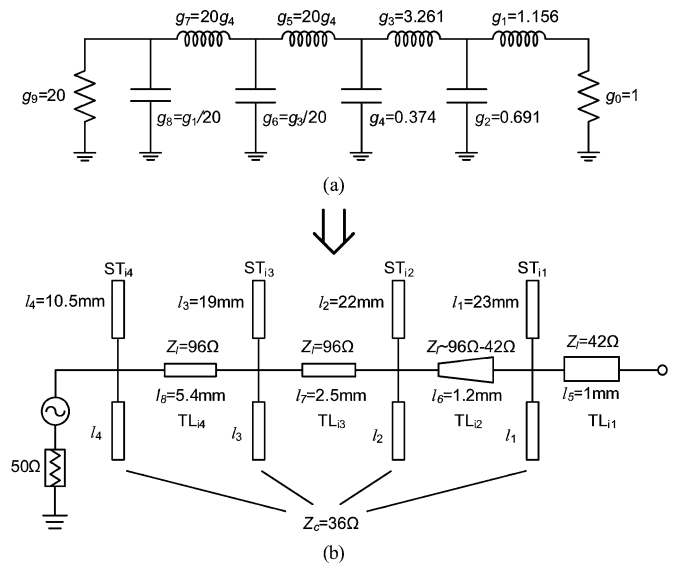 g7=20g4 g5=20g4 g3=3.261 g1=1.156
g9=20 g8=g1/20 g6=g3/20 g4=0.374 g2=0.691 g0=1
(a)
STi4 STi3 STi2 STi1
l4=10.5mm l3=19mm l2=22mm l1=23mm
Zl=96Ω Zl=96Ω Zl~96Ω-42Ω Zl=42Ω
l8=5.4mm l7=2.5mm l6=1.2mm l5=1mm
TLi4 TLi3 TLi2 TLi1
l4 l3 l2 l1
50Ω
Zc=36Ω
(b)